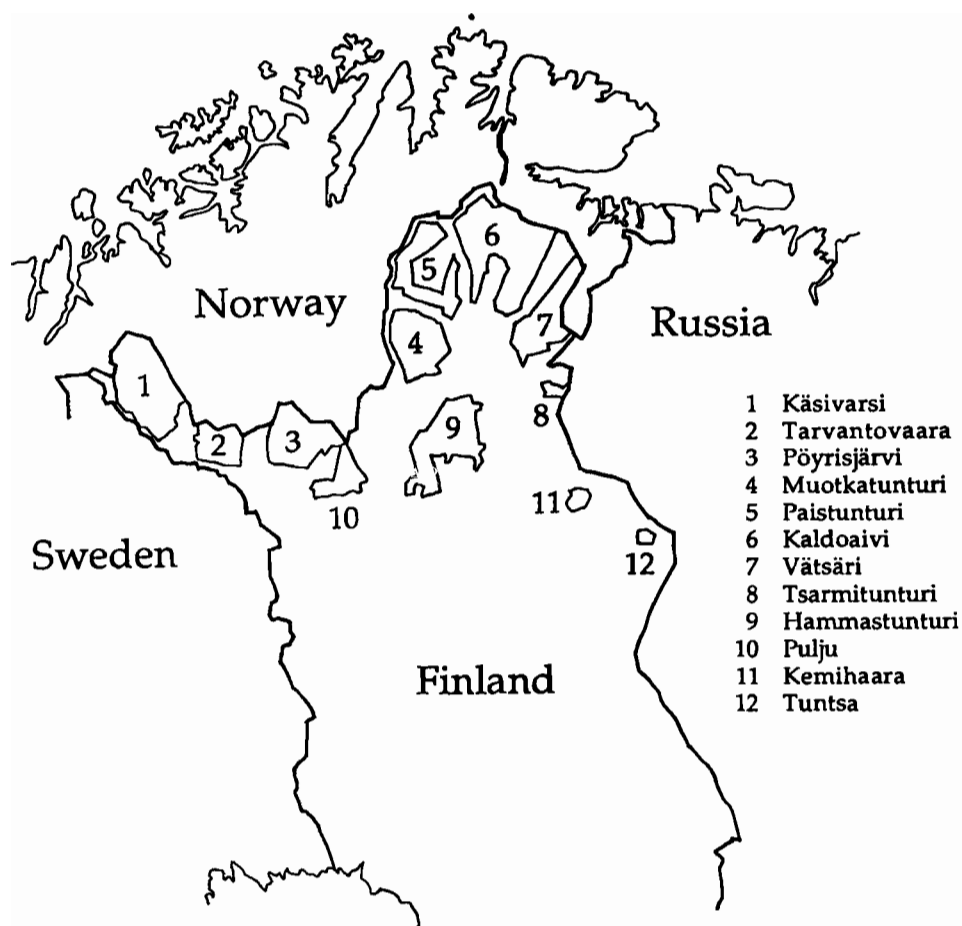 6
5
Norway
Russia
7
4
1
1 Käsivarsi
8
2 Tarvantovaara
2
3
9
3 Pöyrisjärvi
4 Muotkatunturi
11
10
5 Paistunturi
6 Kaldoaivi
Sweden
12
7 Vätsäri
8 Tsarmitunturi
9 Hammastunturi
10 Pulju
Finland
11 Kemihaara
12 Tuntsa